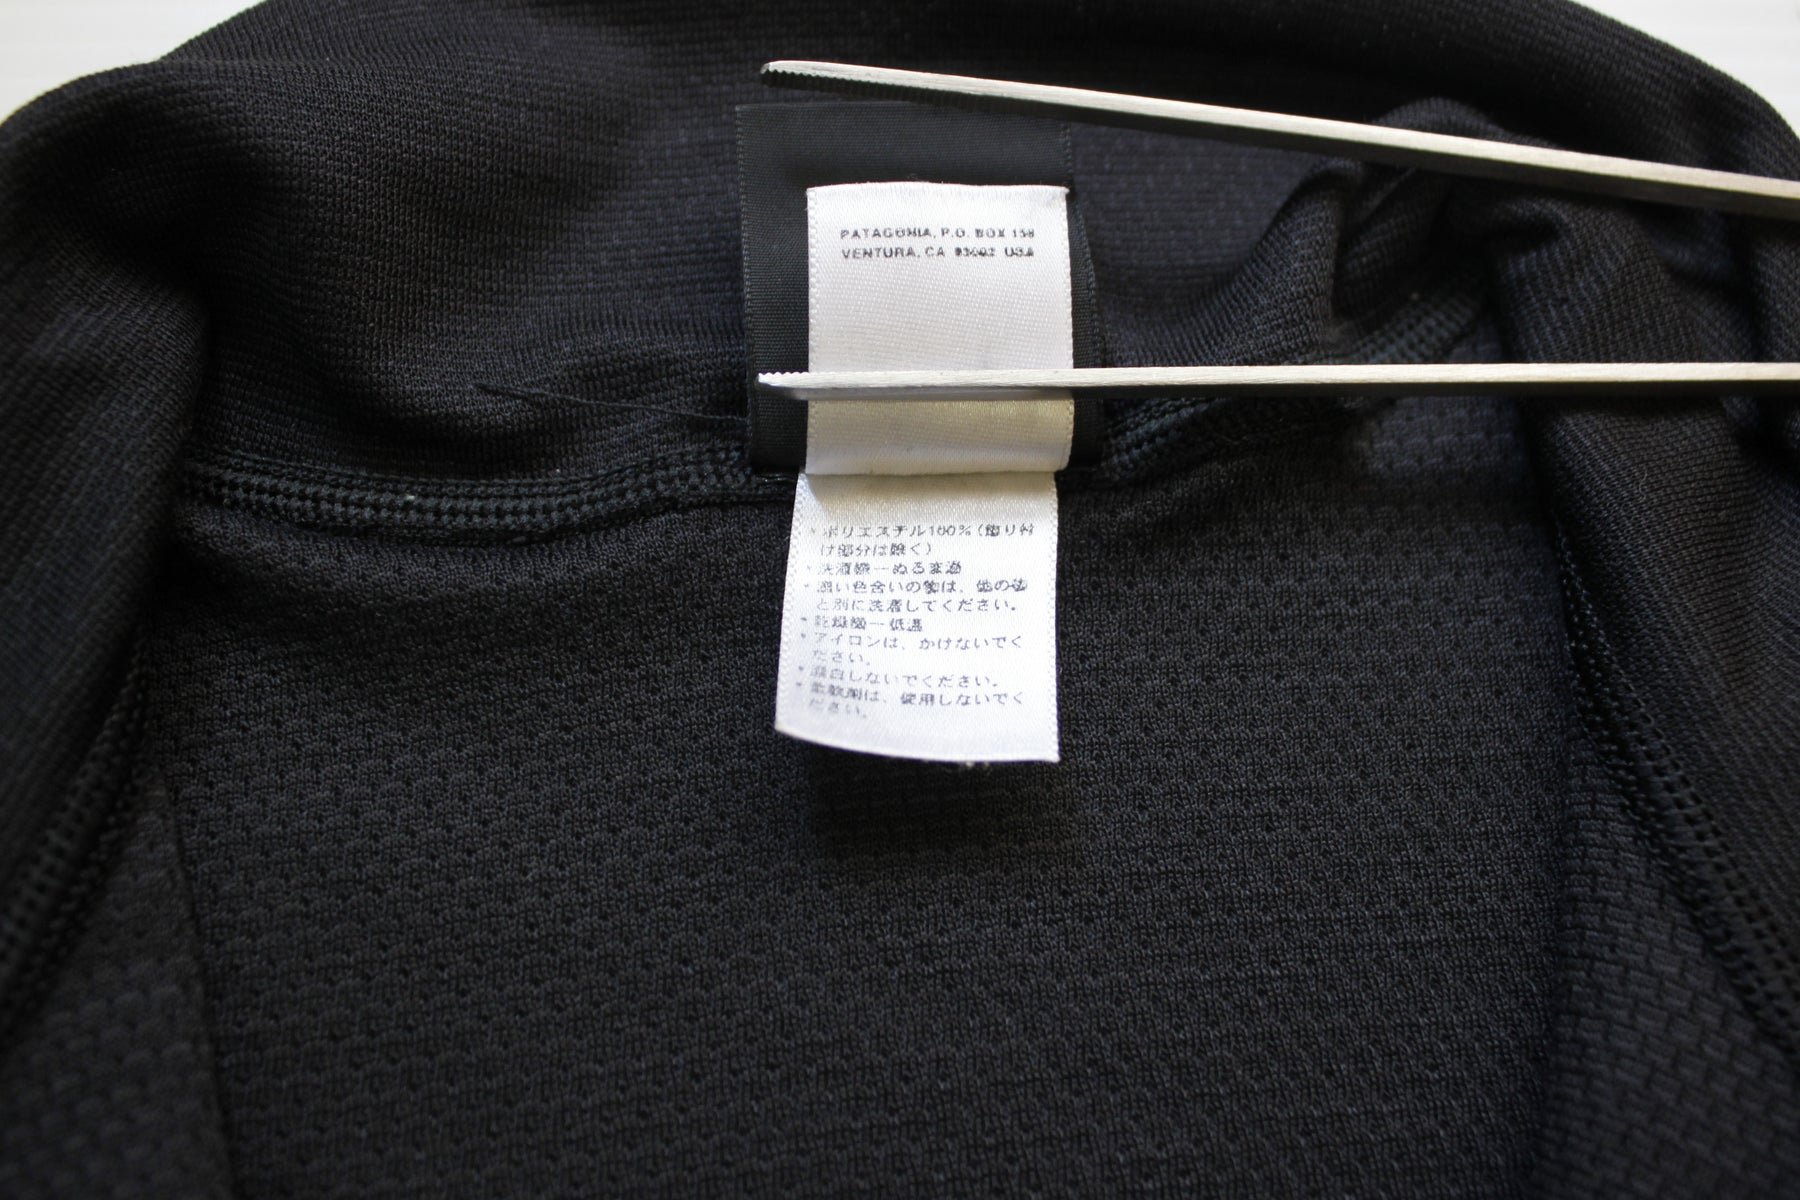 PATAGONIA, P.O. BOX 150
VENTURA, CA 93002 USA
* ポリエステル100%(飾り付
け部分は除く)
* 洗濯機一ぬるま湯
* 濃い色合いの物は、他の物
と別に洗濯してください。
* 乾燥機一低温
* アイロンは、かけないでく
ださい。
* 漂白しないでください。
* 柔軟剤は、使用しないでく
ださい。